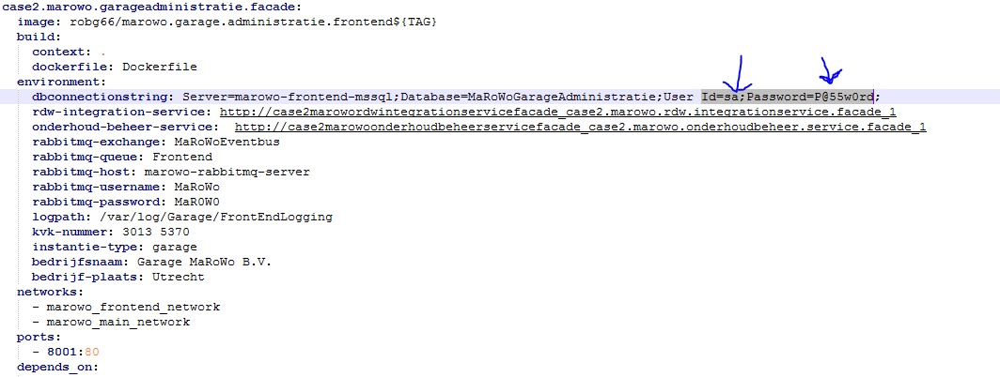 case2.marowo.garageadministratie.facade:
image: robg66/marowo.garage.administratie.frontend${TAG}
build:
context: .
dockerfile: Dockerfile
environment:
dbconnectionstring: Server=marowo-frontend-mssql;Database=MaRoWoGarageAdministratie;User Id=sa;Password=P@55w0rd;
rdw-integration-service: http://case2marowordwintegrationservicefacade_case2.marowo.rdw.integrationservice.facade_1
onderhoud-beheer-service: http://case2marowoonderhoudbeheerservicefacade_case2.marowo.onderhoudbeheer.service.facade_1
rabbitmq-exchange: MaRoWoEventbus
rabbitmq-queue: Frontend
rabbitmq-host: marowo-rabbitmq-server
rabbitmq-username: MaRoWo
rabbitmq-password: MaR0W0
logpath: /var/log/Garage/FrontEndLogging
kvk-nummer: 3013 5370
instantie-type: garage
bedrijfsnaam: Garage MaRoWo B.V.
bedrijf-plaats: Utrecht
networks:
- marowo_frontend_network
- marowo_main_network
ports:
- 8001:80
depends_on: